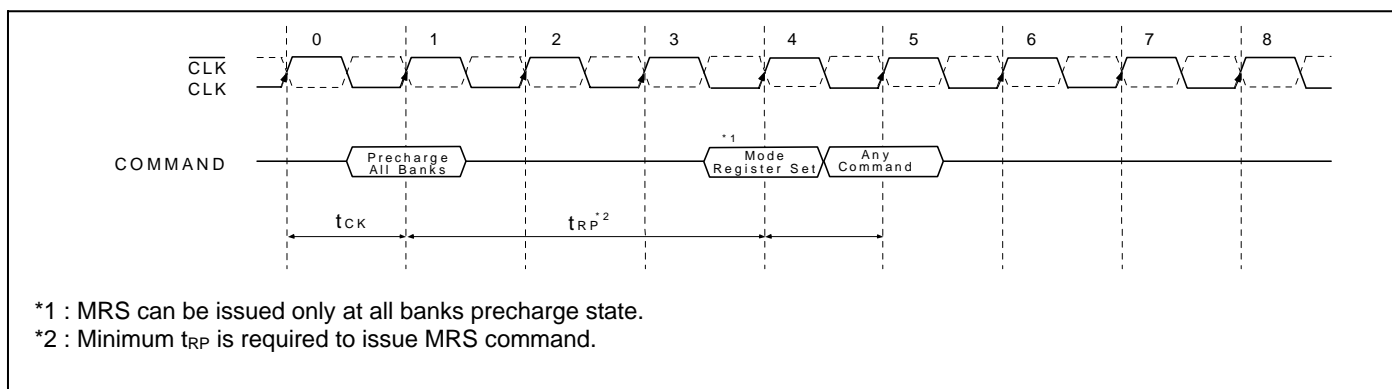 0 1 2 3 4 5 6 7 8
CLK
CLK
COMMAND
Precharge
All Banks
*1
Mode
Register Set
Any
Command
tCK
tRP*2
*1 : MRS can be issued only at all banks precharge state.
*2 : Minimum tRP is required to issue MRS command.